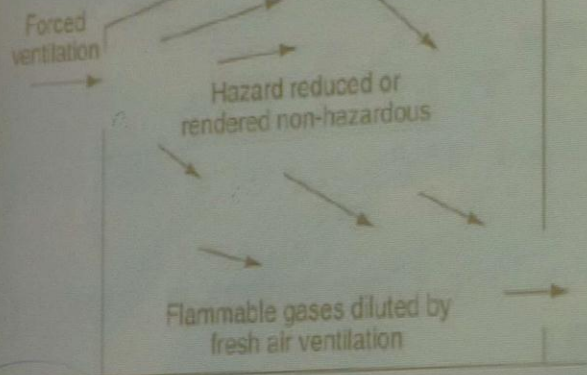 Forced
ventilation
Hazard reduced or
rendered non-hazardous
Flammable gases diluted by
fresh air ventilation